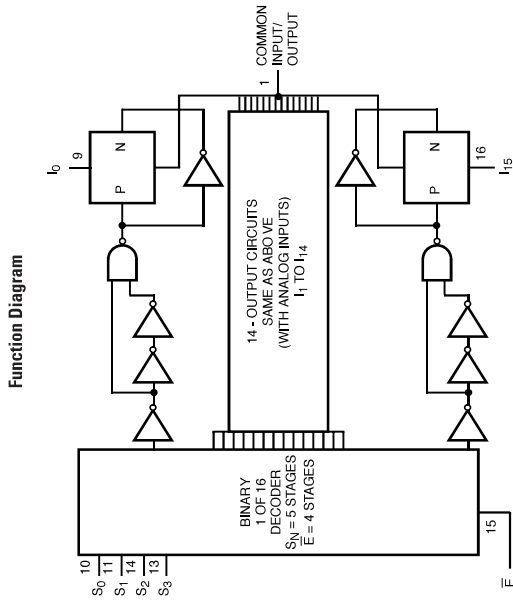 Function Diagram
I0
9
P
N
1
COMMON
INPUT/
OUTPUT
10
S0
11
S1
14
S2
13
S3
BINARY
1 OF 16
DECODER
SN = 5 STAGES
E̅ = 4 STAGES
14 - OUTPUT CIRCUITS
SAME AS ABOVE
(WITH ANALOG INPUTS)
I1 TO I14
15
E̅
P
N
16
I15